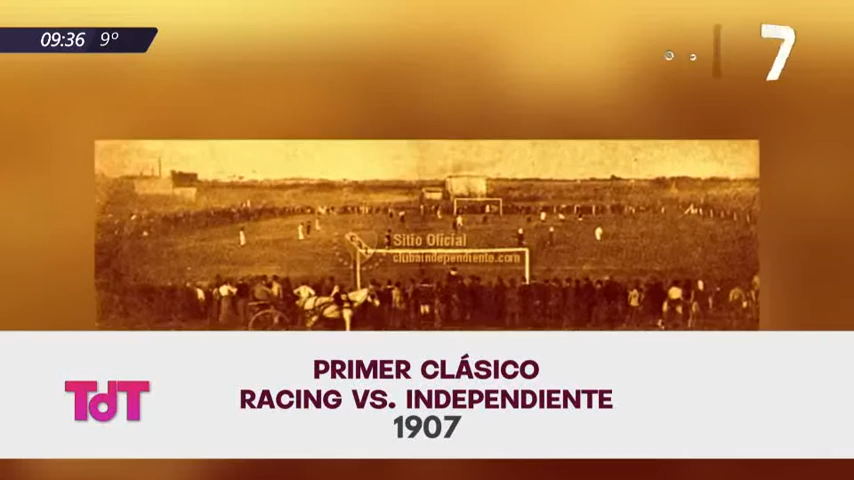 09:36 9°
7
Sitio Oficial
clubaindependiente.com
TdT
PRIMER CLÁSICO
RACING VS. INDEPENDIENTE
1907